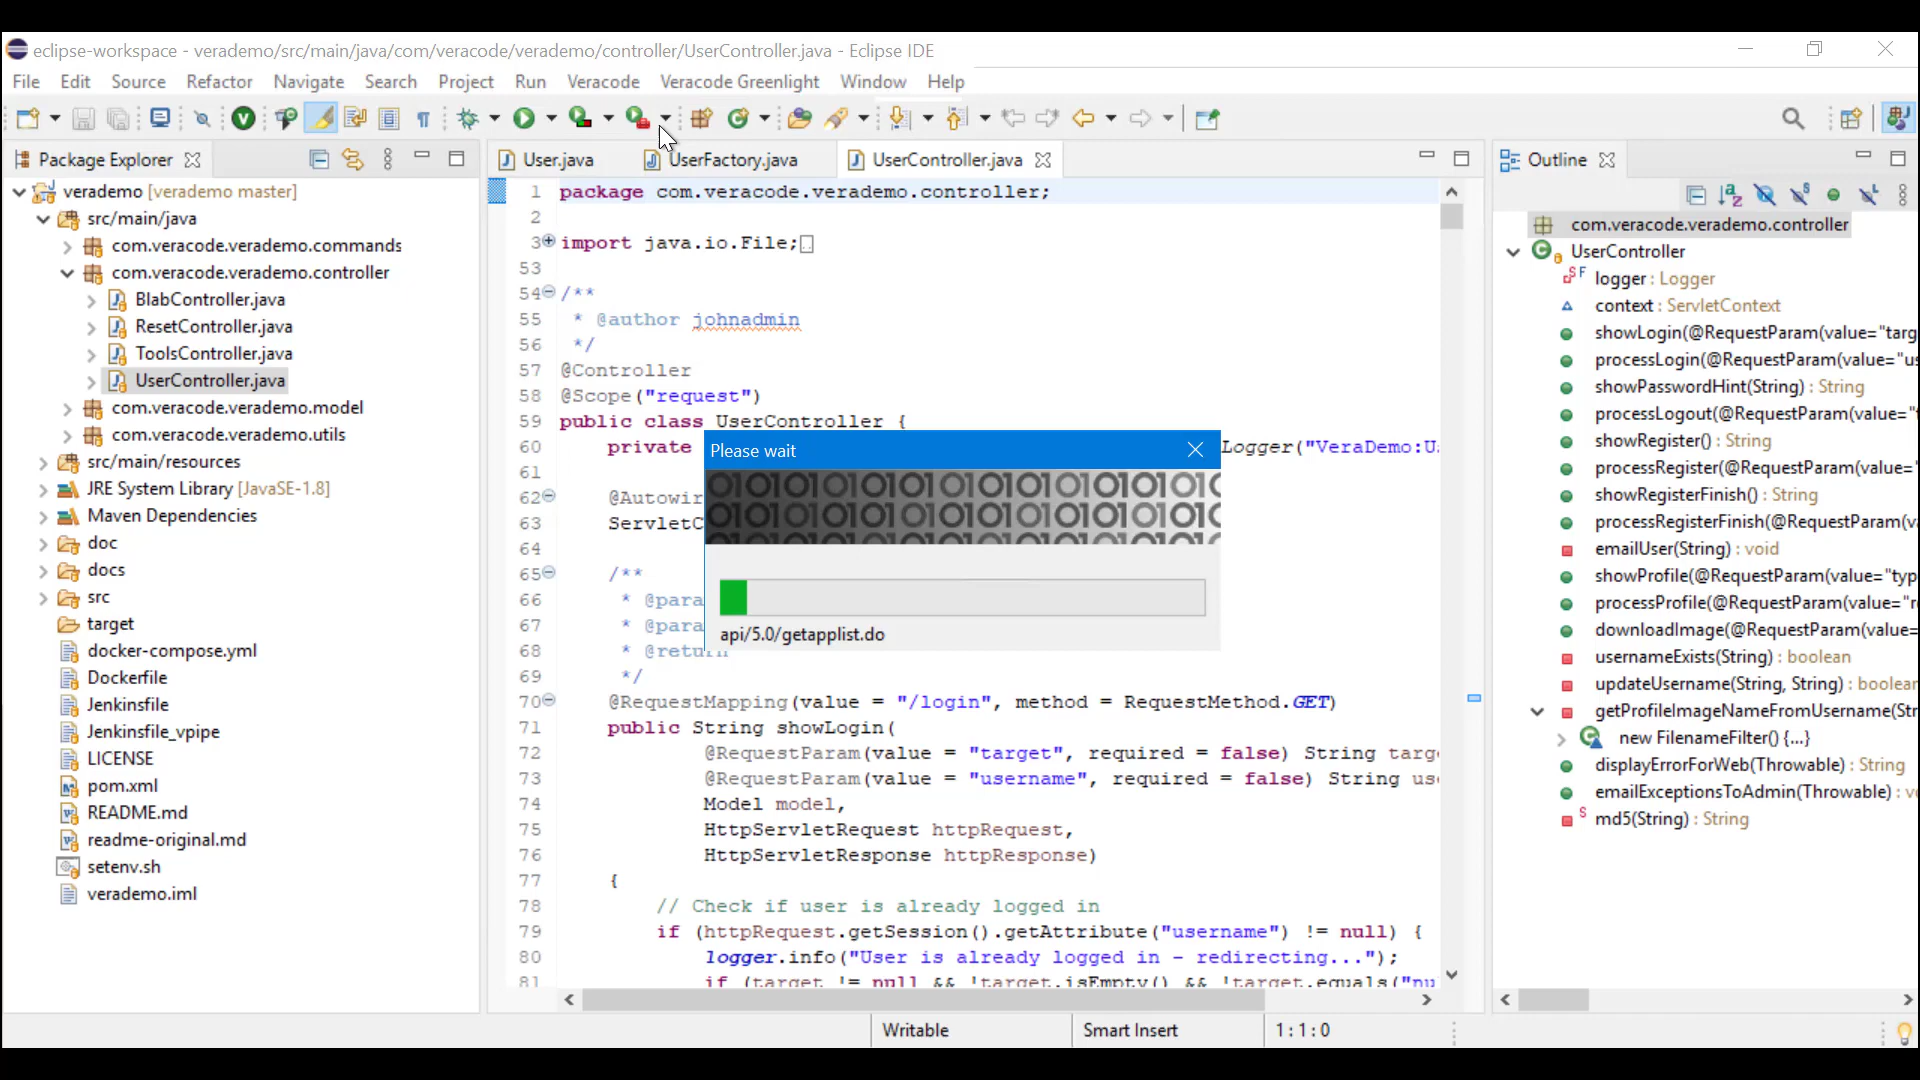 eclipse-workspace - verademo/src/main/java/com/veracode/verademo/controller/UserController.java - Eclipse IDE
File Edit Source Refactor Navigate Search Project Run Veracode Veracode Greenlight Window Help
Package Explorer
verademo [verademo master]
src/main/java
com.veracode.verademo.commands
com.veracode.verademo.controller
BlabController.java
ResetController.java
ToolsController.java
UserController.java
com.veracode.verademo.model
com.veracode.verademo.utils
src/main/resources
JRE System Library [JavaSE-1.8]
Maven Dependencies
doc
docs
src
target
docker-compose.yml
Dockerfile
Jenkinsfile
Jenkinsfile_vpipe
LICENSE
pom.xml
README.md
readme-original.md
setenv.sh
verademo.iml
User.java UserFactory.java UserController.java
1 package com.veracode.verademo.controller;
2
3 import java.io.File;
53
54 /**
55 * @author johnadmin
56 */
57 @Controller
58 @Scope("request")
59 public class UserController {
60 private Logger("VeraDemo:U
61
62 @Autowir
63 ServletC
64
65 /**
66 * @para
67 * @para
68 * @return
69 */
70 @RequestMapping(value = "/login", method = RequestMethod.GET)
71 public String showLogin(
72 @RequestParam(value = "target", required = false) String targ
73 @RequestParam(value = "username", required = false) String us
74 Model model,
75 HttpServletRequest httpRequest,
76 HttpServletResponse httpResponse)
77 {
78 // Check if user is already logged in
79 if (httpRequest.getSession().getAttribute("username") != null) {
80 logger.info("User is already logged in - redirecting...");
81 if (target != null && !target.isEmpty() && !target.equals("nu
Please wait
api/5.0/getapplist.do
Outline
com.veracode.verademo.controller
UserController
logger : Logger
context : ServletContext
showLogin(@RequestParam(value="targ
processLogin(@RequestParam(value="us
showPasswordHint(String) : String
processLogout(@RequestParam(value="
showRegister() : String
processRegister(@RequestParam(value="
showRegisterFinish() : String
processRegisterFinish(@RequestParam(va
emailUser(String) : void
showProfile(@RequestParam(value="typ
processProfile(@RequestParam(value="r
downloadImage(@RequestParam(value=
usernameExists(String) : boolean
updateUsername(String, String) : boolean
getProfileImageNameFromUsername(Str
new FilenameFilter() {...}
displayErrorForWeb(Throwable) : String
emailExceptionsToAdmin(Throwable) : v
md5(String) : String
Writable Smart Insert 1 : 1 : 0